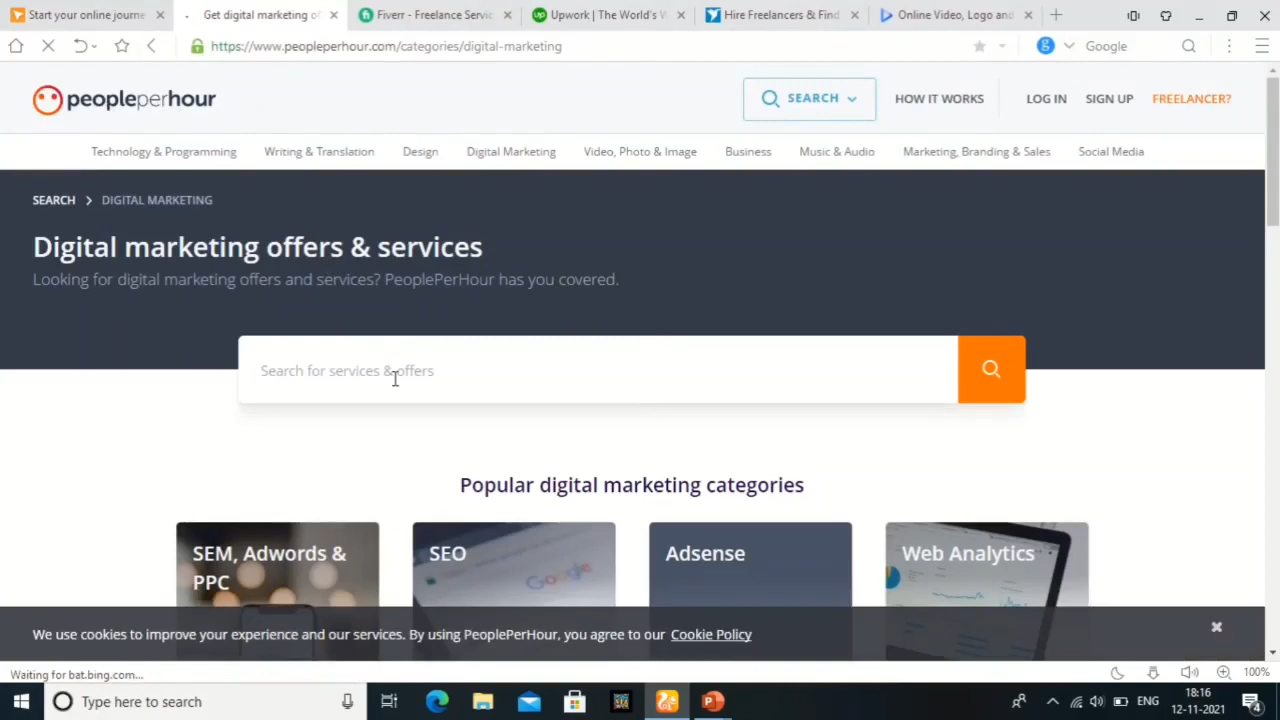 Start your online journe
Get digital marketing of
Fiverr - Freelance Servic
Upwork | The World's W
Hire Freelancers & Find
Online Video, Logo and
https://www.peopleperhour.com/categories/digital-marketing
Google
peopleperhour
SEARCH
HOW IT WORKS
LOG IN
SIGN UP
FREELANCER?
Technology & Programming
Writing & Translation
Design
Digital Marketing
Video, Photo & Image
Business
Music & Audio
Marketing, Branding & Sales
Social Media
SEARCH > DIGITAL MARKETING
Digital marketing offers & services
Looking for digital marketing offers and services? PeoplePerHour has you covered.
Search for services & offers
Popular digital marketing categories
SEM, Adwords &
PPC
SEO
Google
Adsense
Web Analytics
We use cookies to improve your experience and our services. By using PeoplePerHour, you agree to our Cookie Policy
Waiting for bat.bing.com...
100%
Type here to search
ENG
18:16
12-11-2021
4